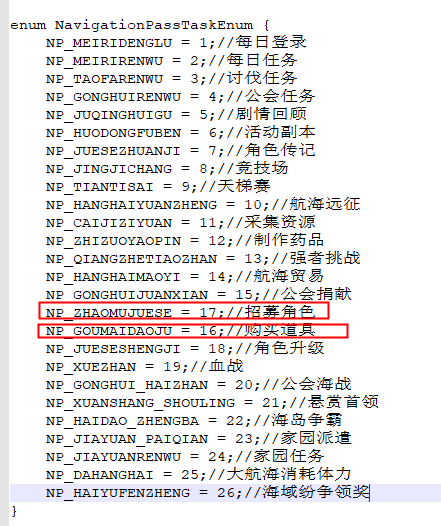 enum NavigationPassTaskEnum {
NP_MEIRIDENGLU = 1;//每日登录
NP_MEIRIRENWU = 2;//每日任务
NP_TAOFARENWU = 3;//讨伐任务
NP_GONGHUIRENWU = 4;//公会任务
NP_JUQINGHUIGU = 5;//剧情回顾
NP_HUODONGFUBEN = 6;//活动副本
NP_JUESEZHUANJI = 7;//角色传记
NP_JINGJICHANG = 8;//竞技场
NP_TIANTISAI = 9;//天梯赛
NP_HANGHAIYUANZHENG = 10;//航海远征
NP_CAIJIZIYUAN = 11;//采集资源
NP_ZHIZUOYAOPIN = 12;//制作药品
NP_QIANGZHETIAOZHAN = 13;//强者挑战
NP_HANGHAIMAOYI = 14;//航海贸易
NP_GONGHUIJUANXIAN = 15;//公会捐献
NP_ZHAOMUJUESE = 17;//招募角色
NP_GOUMAIDAOJU = 16;//购买道具
NP_JUESESHENGJI = 18;//角色升级
NP_XUEZHAN = 19;//血战
NP_GONGHUI_HAIZHAN = 20;//公会海战
NP_XUANSHANG_SHOULING = 21;//悬赏首领
NP_HAIDAO_ZHENGBA = 22;//海岛争霸
NP_JIAYUAN_PAIQIAN = 23;//家园派遣
NP_JIAYUANRENWU = 24;//家园任务
NP_DAHANGHAI = 25;//大航海消耗体力
NP_HAIYUFENZHENG = 26;//海域纷争领奖
}